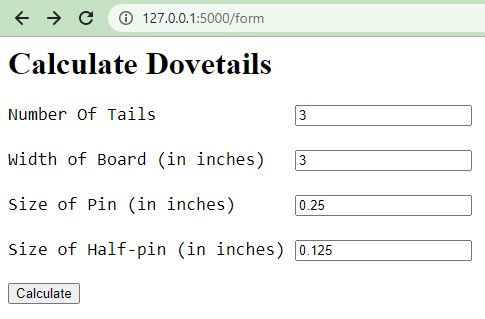 127.0.0.1:5000/form
Calculate Dovetails
Number Of Tails 3
Width of Board (in inches) 3
Size of Pin (in inches) 0.25
Size of Half-pin (in inches) 0.125
Calculate